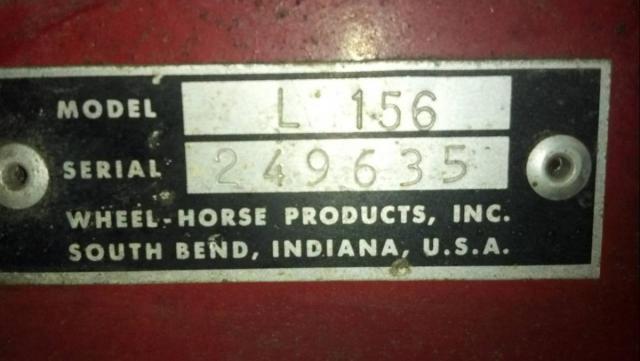 MODEL L 156
SERIAL 249635
WHEEL-HORSE PRODUCTS, INC.
SOUTH BEND, INDIANA, U.S.A.